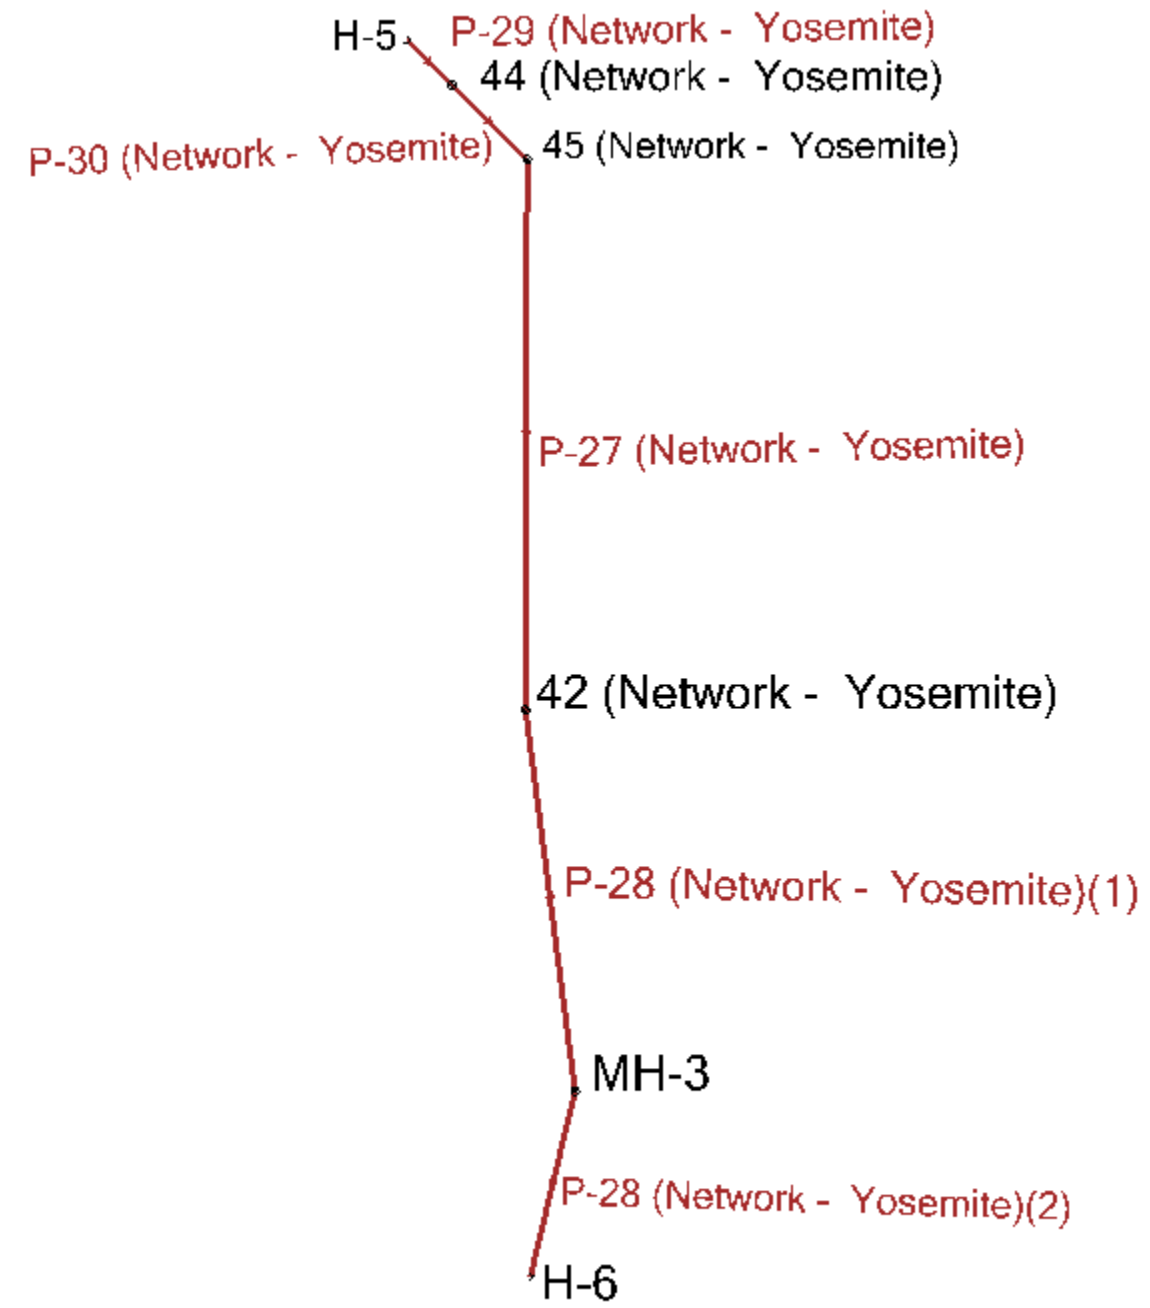 H-5 P-29 (Network - Yosemite)
44 (Network - Yosemite)
P-30 (Network - Yosemite) 45 (Network - Yosemite)
P-27 (Network - Yosemite)
42 (Network - Yosemite)
P-28 (Network - Yosemite)(1)
MH-3
P-28 (Network - Yosemite)(2)
H-6